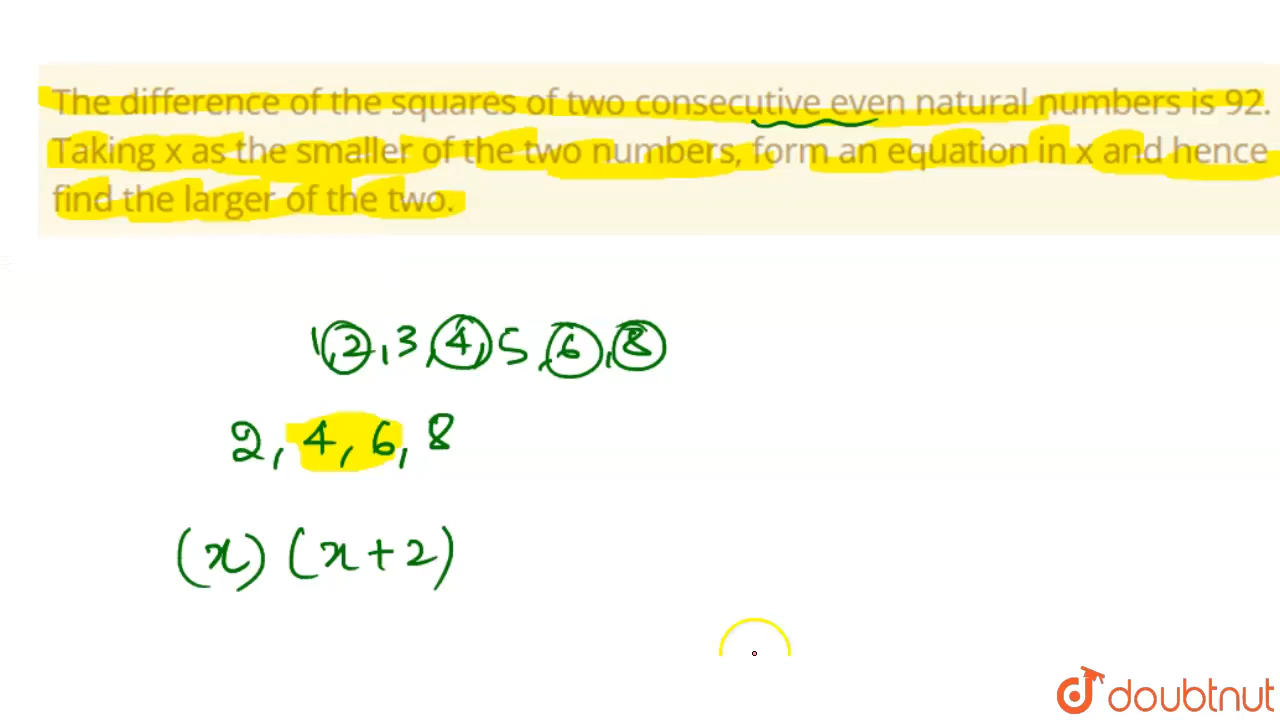 The difference of the squares of two consecutive even natural numbers is 92.
Taking x as the smaller of the two numbers, form an equation in x and hence
find the larger of the two.
1, 2, 3, 4, 5, 6, 8
2, 4, 6, 8
(x) (x+2)
doubtnut